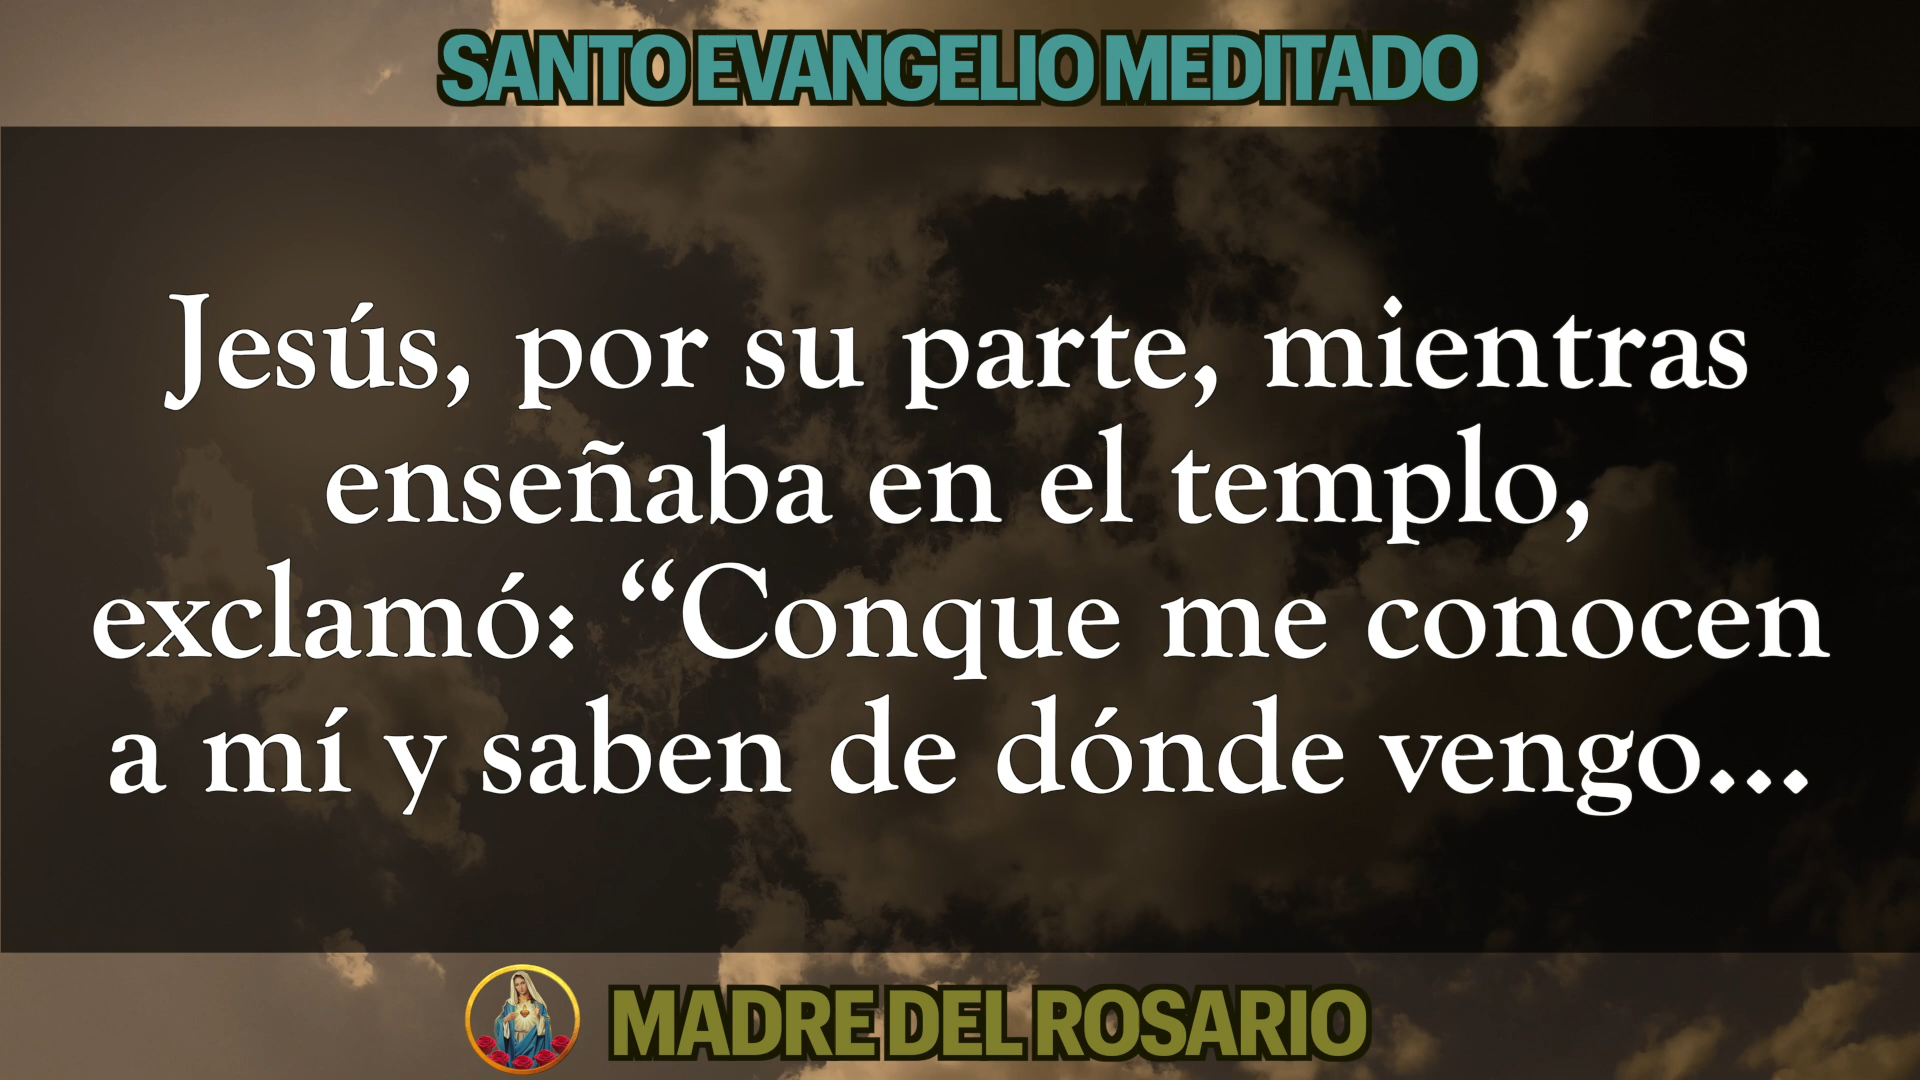 SANTO EVANGELIO MEDITADO
Jesús, por su parte, mientras
enseñaba en el templo,
exclamó: “Conque me conocen
a mí y saben de dónde vengo...
MADRE DEL ROSARIO